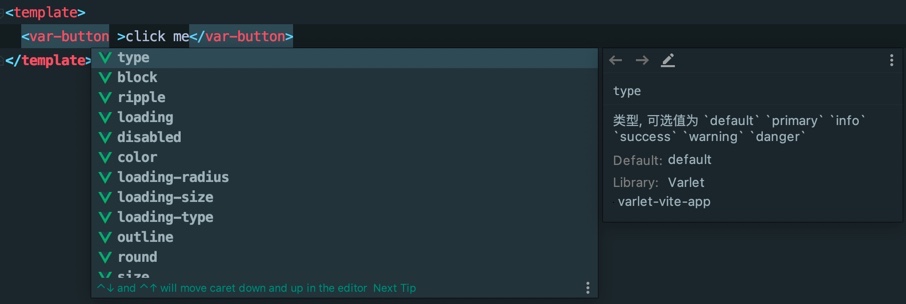 <template>
<var-button >click me</var-button>
</template>
type
block
ripple
loading
disabled
color
loading-radius
loading-size
loading-type
outline
round
size
^↓ and ^↑ will move caret down and up in the editor Next Tip
type
类型, 可选值为 `default` `primary` `info`
`success` `warning` `danger`
Default: default
Library: Varlet
varlet-vite-app